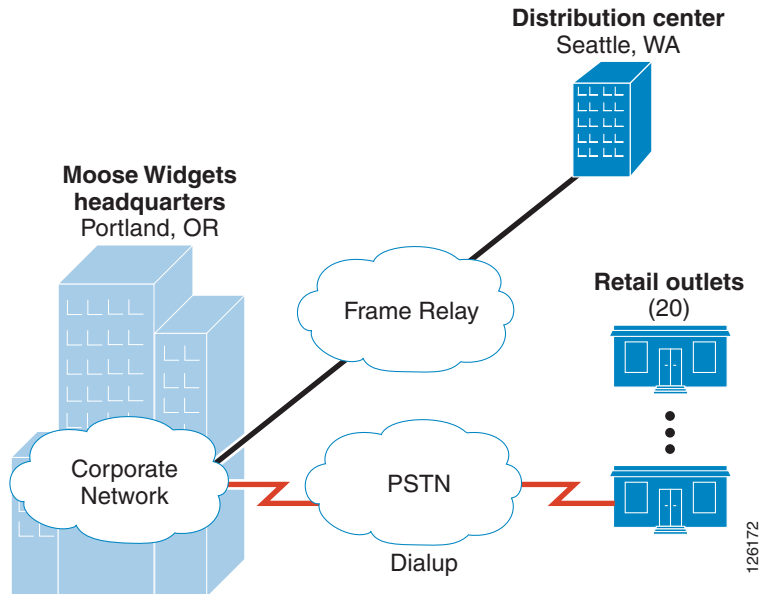 Distribution center
Seattle, WA
Moose Widgets
headquarters
Portland, OR
Frame Relay
Retail outlets
(20)
Corporate
Network
PSTN
Dialup
126172